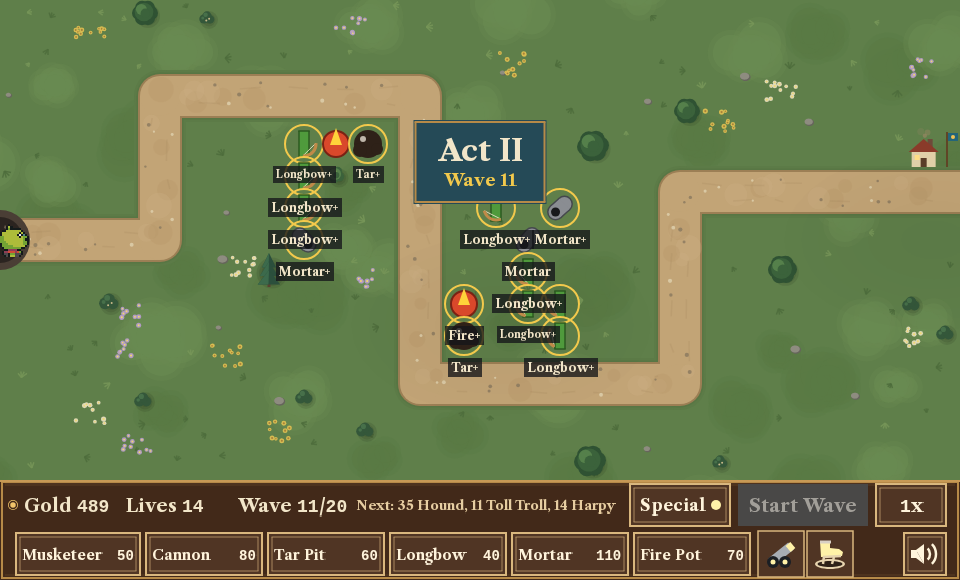 Act II
Wave 11
Longbow+
Tar+
Longbow+
Longbow+
Mortar+
Longbow+ Mortar+
Mortar
Longbow+
Fire+
Longbow+
Tar+
Longbow+
Gold 489 Lives 14 Wave 11/20 Next: 35 Hound, 11 Toll Troll, 14 Harpy Special Start Wave 1x
Musketeer 50 Cannon 80 Tar Pit 60 Longbow 40 Mortar 110 Fire Pot 70